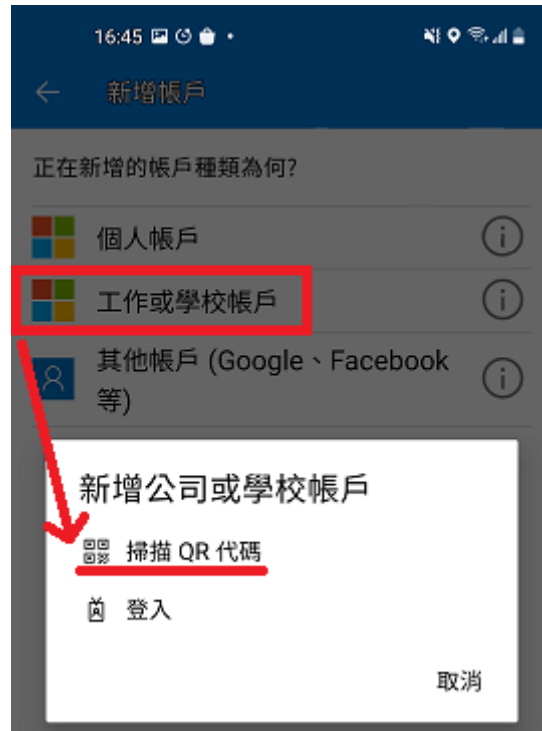 16:45
新增帳戶
正在新增的帳戶種類為何?
個人帳戶
工作或學校帳戶
其他帳戶 (Google、Facebook
等)
新增公司或學校帳戶
掃描 QR 代碼
登入
取消